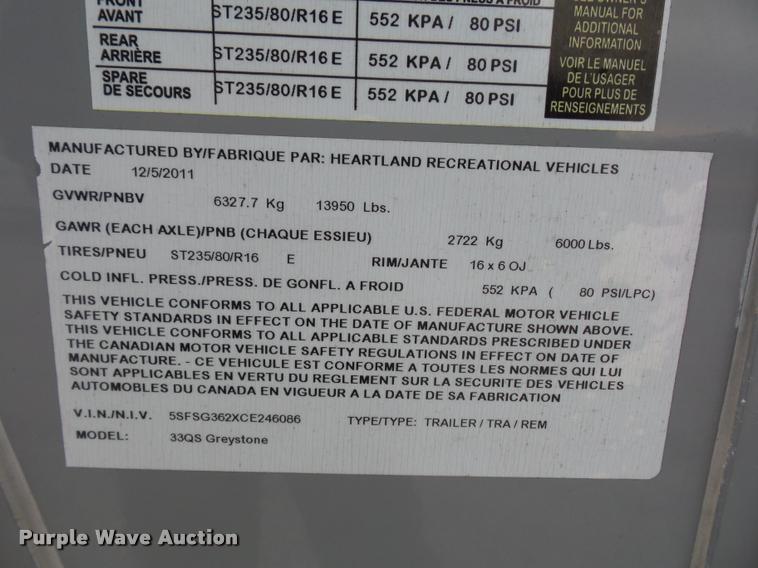 FRONT
AVANT ST235/80/R16 E 552 KPA / 80 PSI
REAR
ARRIÈRE ST235/80/R16 E 552 KPA / 80 PSI
SPARE
DE SECOURS ST235/80/R16 E 552 KPA / 80 PSI
SEE OWNER'S
MANUAL FOR
ADDITIONAL
INFORMATION
VOIR LE MANUEL
DE L'USAGER
POUR PLUS DE
RENSEIGNEMENTS
MANUFACTURED BY/FABRIQUE PAR: HEARTLAND RECREATIONAL VEHICLES
DATE 12/5/2011
GVWR/PNBV 6327.7 Kg 13950 Lbs.
GAWR (EACH AXLE)/PNB (CHAQUE ESSIEU) 2722 Kg 6000 Lbs.
TIRES/PNEU ST235/80/R16 E RIM/JANTE 16 x 6 OJ
COLD INFL. PRESS./PRESS. DE GONFL. A FROID 552 KPA ( 80 PSI/LPC)
THIS VEHICLE CONFORMS TO ALL APPLICABLE U.S. FEDERAL MOTOR VEHICLE
SAFETY STANDARDS IN EFFECT ON THE DATE OF MANUFACTURE SHOWN ABOVE.
THIS VEHICLE CONFORMS TO ALL APPLICABLE STANDARDS PRESCRIBED UNDER
THE CANADIAN MOTOR VEHICLE SAFETY REGULATIONS IN EFFECT ON DATE OF
MANUFACTURE. - CE VEHICULE EST CONFORME A TOUTES LES NORMES QUI LUI
SONT APPLICABLES EN VERTU DU REGLEMENT SUR LA SECURITE DES VEHICLES
AUTOMOBILES DU CANADA EN VIGUEUR A LA DATE DE SA FABRICATION
V.I.N./N.I.V. 5SFSG362XCE246086 TYPE/TYPE: TRAILER / TRA / REM
MODEL: 33QS Greystone
Purple Wave Auction